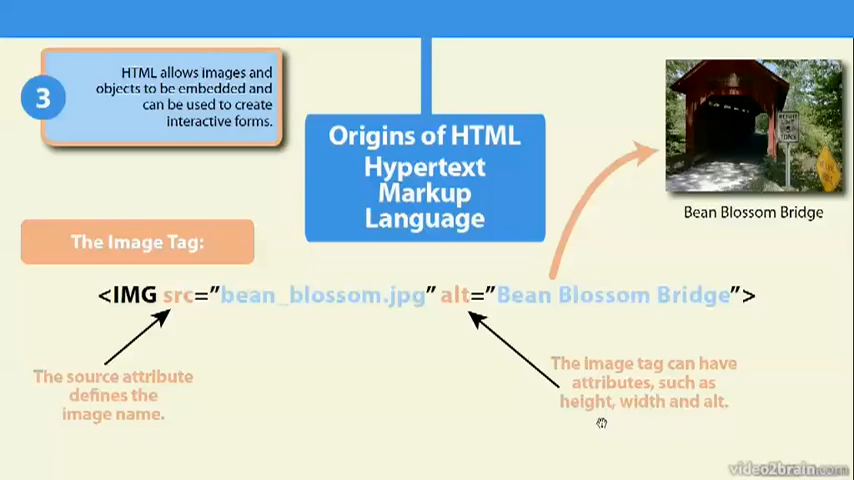 3
HTML allows images and
objects to be embedded and
can be used to create
interactive forms.
Origins of HTML
Hypertext
Markup
Language
WEIGHT
LIMIT
TONS
Bean Blossom Bridge
The Image Tag:
<IMG src="bean_blossom.jpg" alt="Bean Blossom Bridge">
The source attribute
defines the
image name.
The image tag can have
attributes, such as
height, width and alt.
video2brain.com